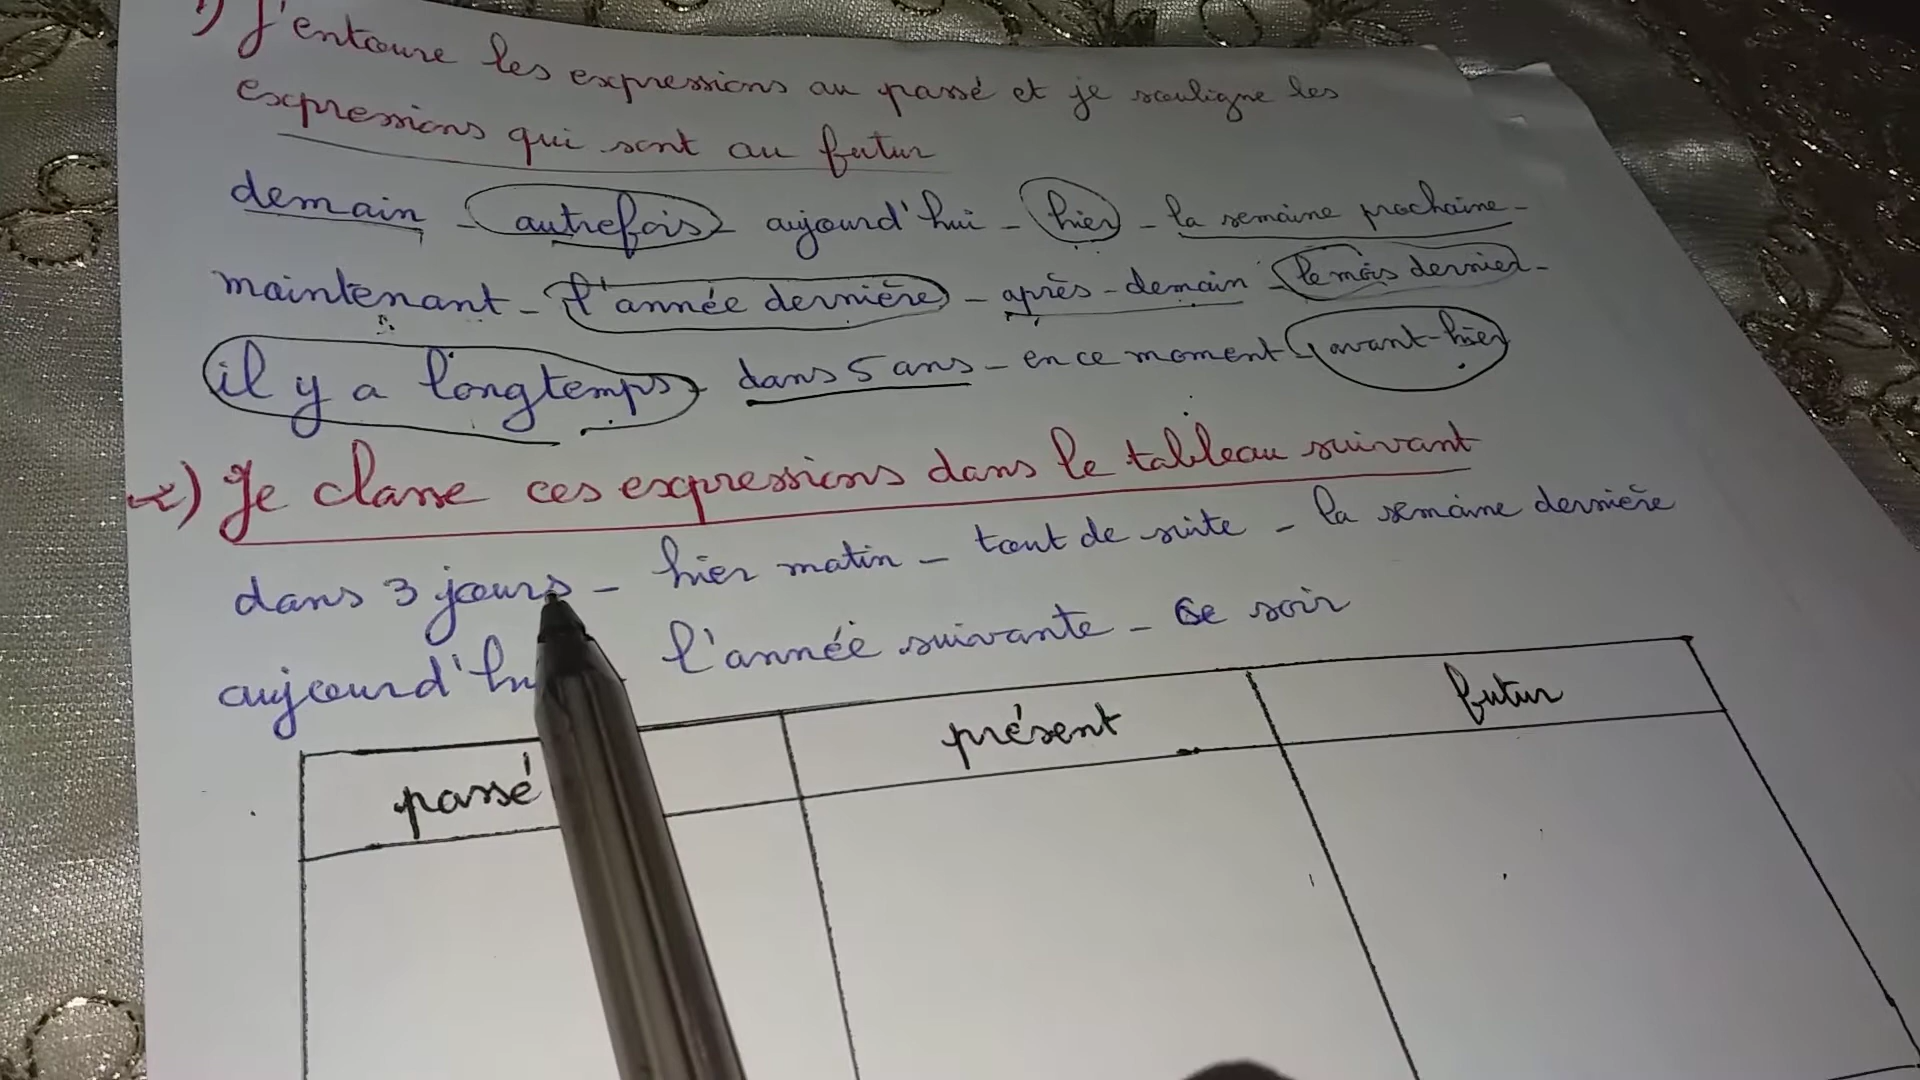 1) J'entoure les expressions au passé et je souligne les
expressions qui sont au futur
demain - autrefois - aujourd'hui - hier - la semaine prochaine -
maintenant - l'année dernière - après-demain - le mois dernier -
il y a longtemps - dans 5 ans - en ce moment - avant-hier
2) Je classe ces expressions dans le tableau suivant
dans 3 jours - hier matin - tout de suite - la semaine dernière
l'année suivante - Ce soir
passé
présent
futur